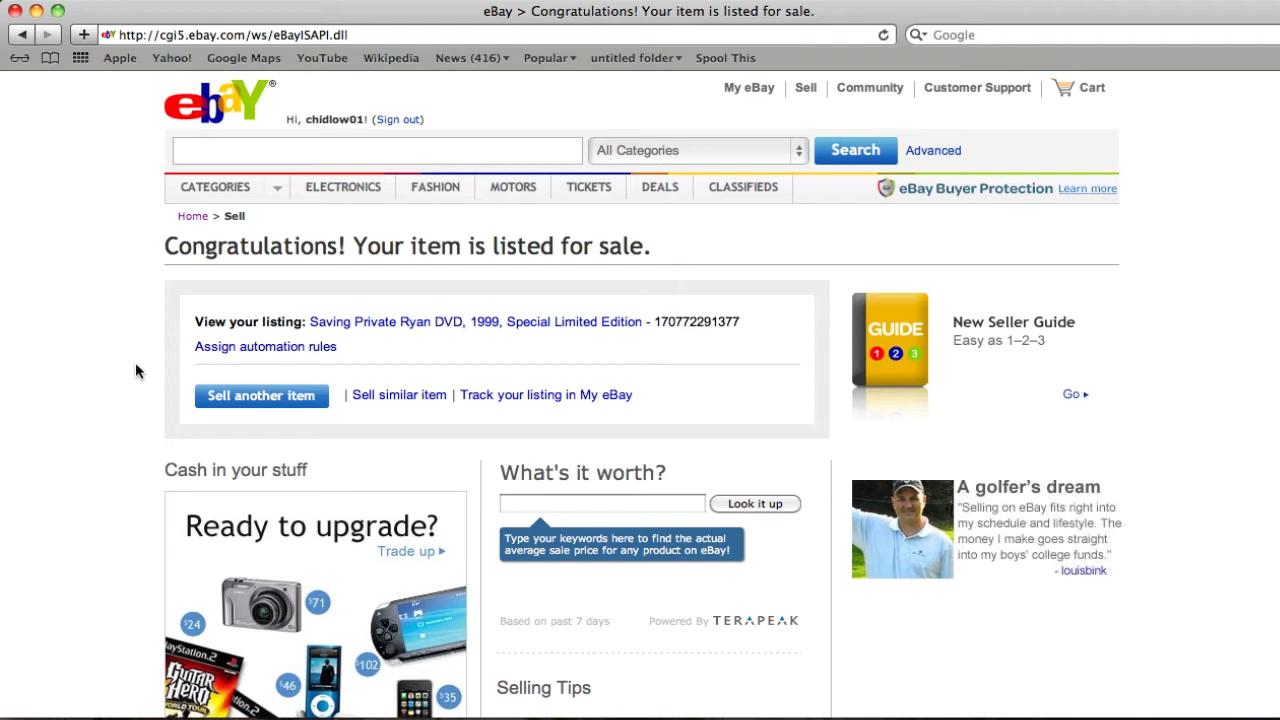 eBay > Congratulations! Your item is listed for sale.
http://cgi5.ebay.com/ws/eBayISAPI.dll
Google
Apple Yahoo! Google Maps YouTube Wikipedia News (416) Popular untitled folder Spool This
ebay®
Hi, chidlow01! (Sign out)
My eBay Sell Community Customer Support Cart
All Categories Search Advanced
CATEGORIES ELECTRONICS FASHION MOTORS TICKETS DEALS CLASSIFIEDS eBay Buyer Protection Learn more
Home > Sell
Congratulations! Your item is listed for sale.
View your listing: Saving Private Ryan DVD, 1999, Special Limited Edition - 170772291377
Assign automation rules
Sell another item | Sell similar item | Track your listing in My eBay
GUIDE
1 2 3
New Seller Guide
Easy as 1–2–3
Go
Cash in your stuff
Ready to upgrade?
Trade up
$71
$24
$102
$46
$35
PlayStation.2
Guitar
Hero
WORLD TOUR
What's it worth?
Look it up
Type your keywords here to find the actual
average sale price for any product on eBay!
Based on past 7 days Powered By TERAPEAK
Selling Tips
A golfer's dream
"Selling on eBay fits right into
my schedule and lifestyle. The
money I make goes straight
into my boys' college funds."
- louisbink